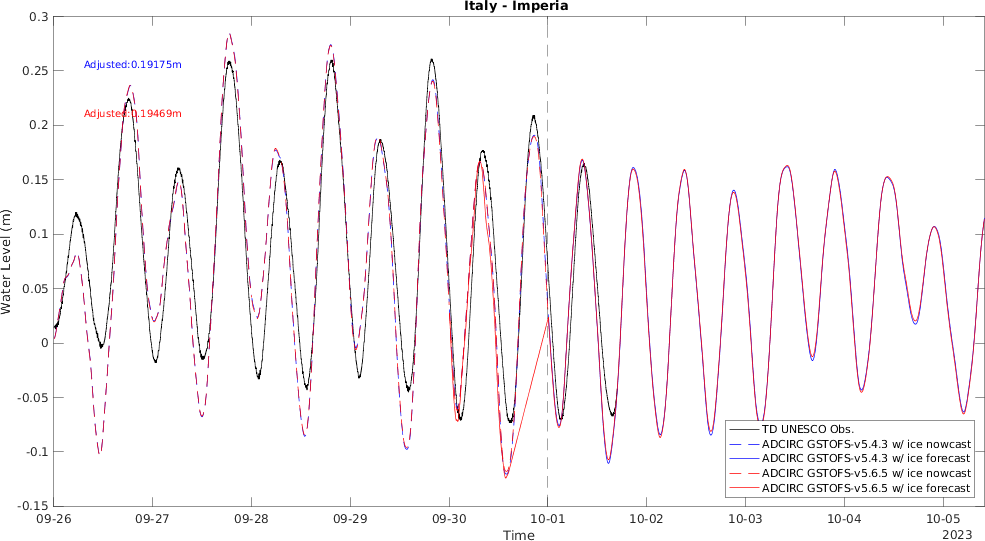 Italy - Imperia
0.3
0.25
0.2
0.15
0.1
0.05
0
-0.05
-0.1
-0.15
Water Level (m)
Adjusted:0.19175m
Adjusted:0.19469m
TD UNESCO Obs.
ADCIRC GSTOFS-v5.4.3 w/ ice nowcast
ADCIRC GSTOFS-v5.4.3 w/ ice forecast
ADCIRC GSTOFS-v5.6.5 w/ ice nowcast
ADCIRC GSTOFS-v5.6.5 w/ ice forecast
09-26 09-27 09-28 09-29 09-30 10-01 10-02 10-03 10-04 10-05
Time
2023